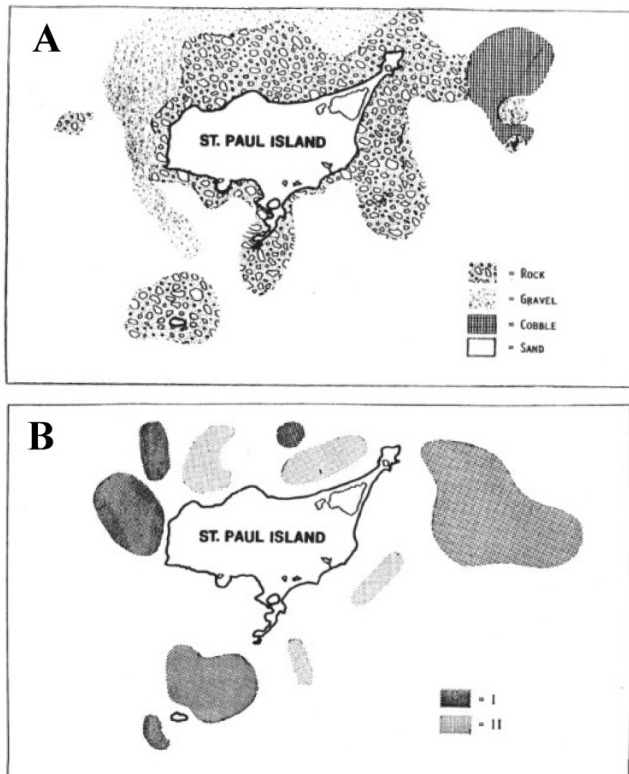 A
ST. PAUL ISLAND
= ROCK
= GRAVEL
= COBBLE
= SAND
B
ST. PAUL ISLAND
= I
= II